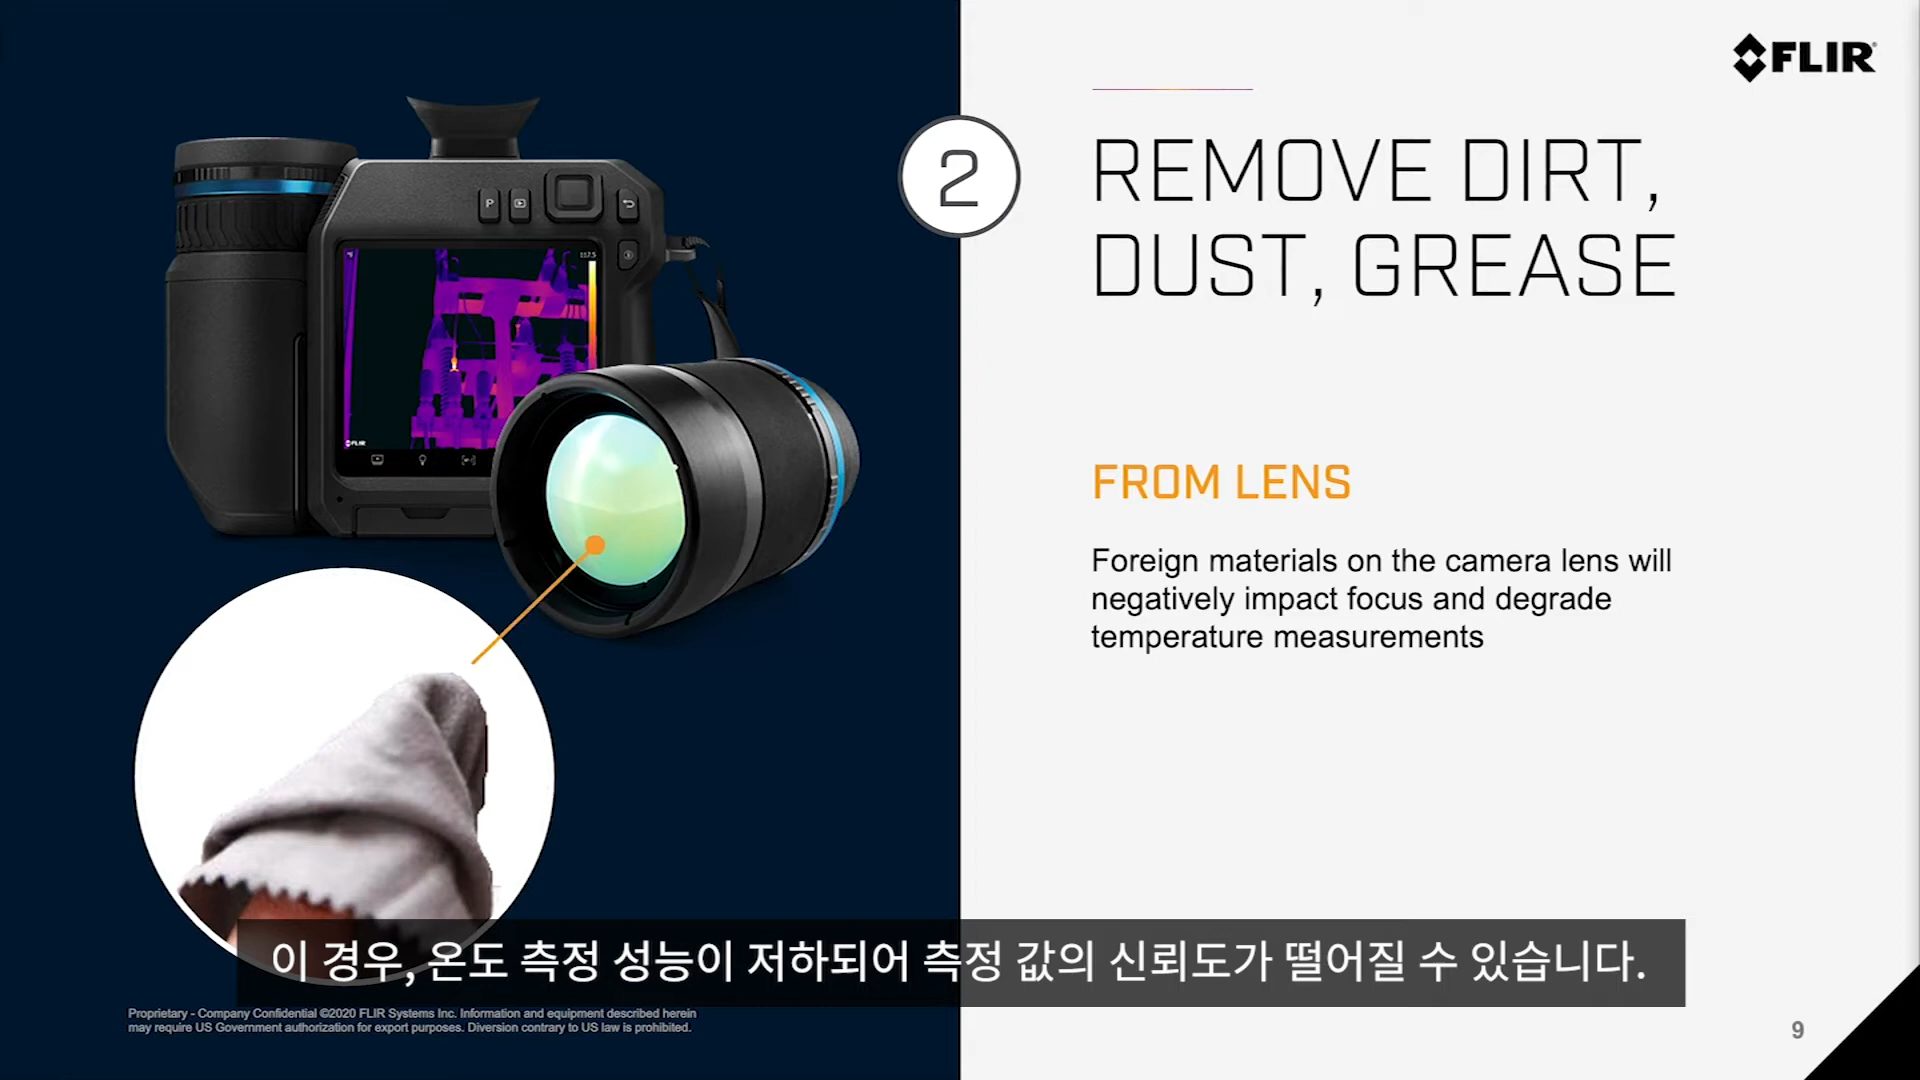 FLIR
2
REMOVE DIRT,
DUST, GREASE
P
117.5
FLIR
FROM LENS
Foreign materials on the camera lens will
negatively impact focus and degrade
temperature measurements
이 경우, 온도 측정 성능이 저하되어 측정 값의 신뢰도가 떨어질 수 있습니다.
Proprietary - Company Confidential ©2020 FLIR Systems Inc. Information and equipment described herein
may require US Government authorization for export purposes. Diversion contrary to US law is prohibited.
9